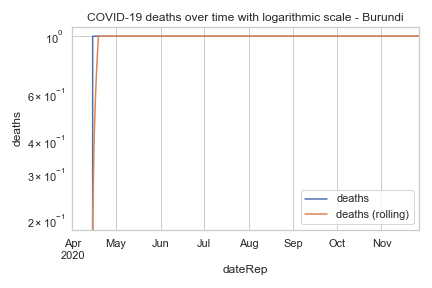 COVID-19 deaths over time with logarithmic scale - Burundi
10⁰
6 × 10⁻¹
4 × 10⁻¹
3 × 10⁻¹
2 × 10⁻¹
deaths
deaths
deaths (rolling)
Apr May Jun Jul Aug Sep Oct Nov
2020
dateRep